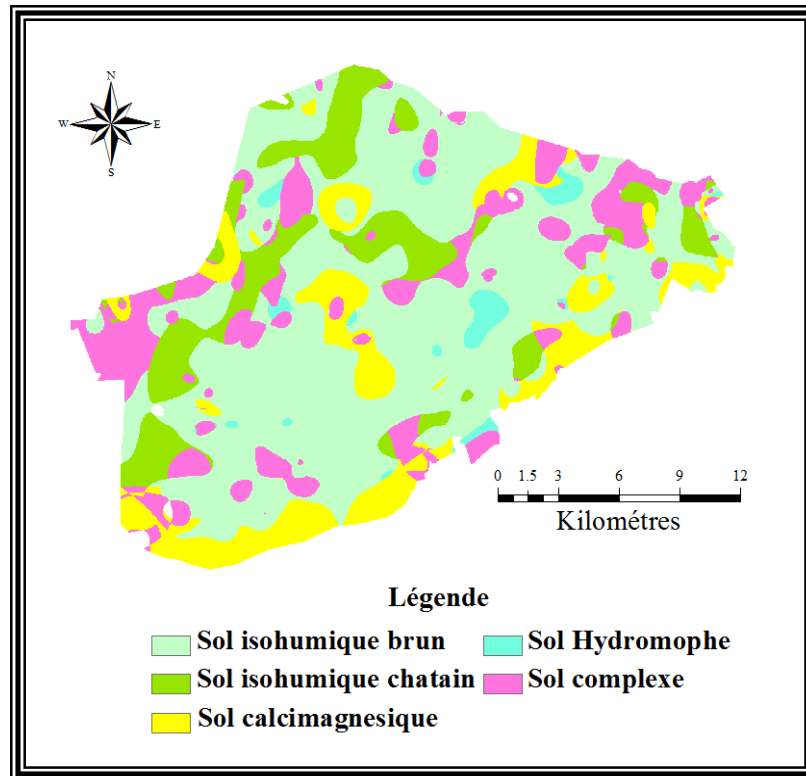 N
W E
S
0 1.5 3 6 9 12
Kilométres
Légende
Sol isohumique brun
Sol Hydromophe
Sol isohumique chatain
Sol complexe
Sol calcimagnesique